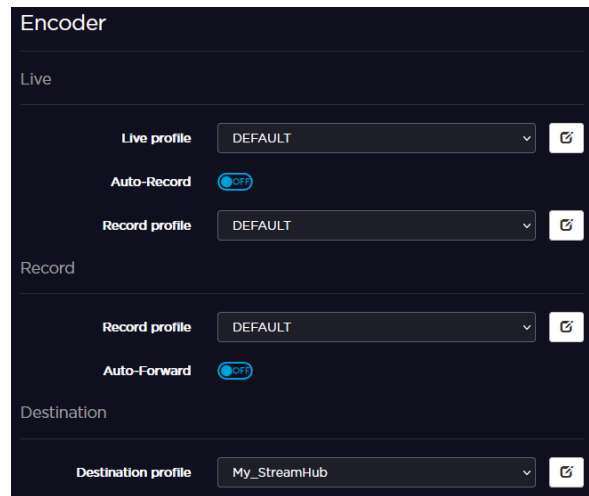 Encoder
Live
Live profile DEFAULT
Auto-Record OFF
Record profile DEFAULT
Record
Record profile DEFAULT
Auto-Forward OFF
Destination
Destination profile My_StreamHub